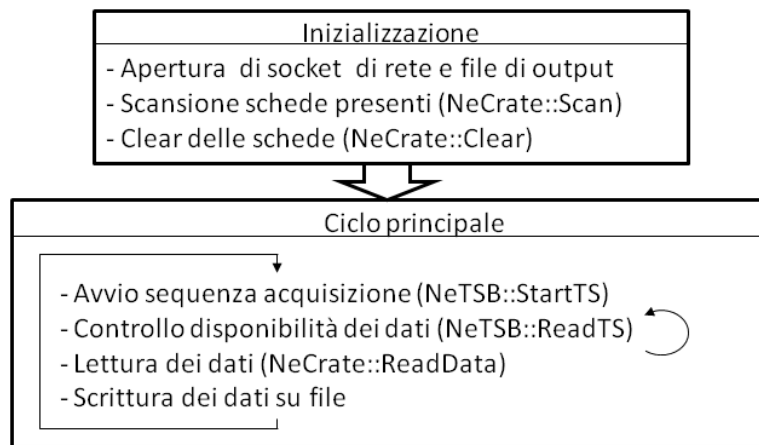 Inizializzazione
- Apertura di socket di rete e file di output
- Scansione schede presenti (NeCrate::Scan)
- Clear delle schede (NeCrate::Clear)
Ciclo principale
- Avvio sequenza acquisizione (NeTSB::StartTS)
- Controllo disponibilità dei dati (NeTSB::ReadTS)
- Lettura dei dati (NeCrate::ReadData)
- Scrittura dei dati su file